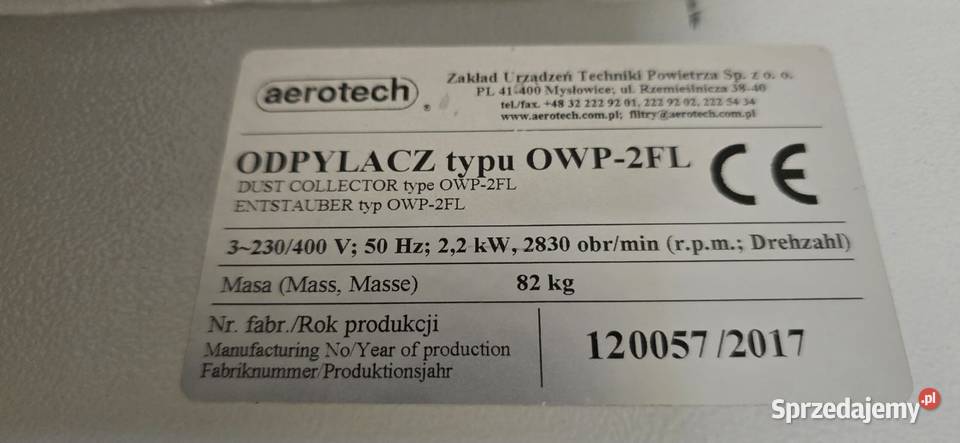 aerotech ®
Zakład Urządzeń Techniki Powietrza Sp. z o. o.
PL 41-400 Mysłowice; ul. Rzemieślnicza 38-40
tel./fax. +48 32 222 92 01, 222 92 02, 222 54 34
www.aerotech.com.pl; filtry@aerotech.com.pl
ODPYLACZ typu OWP-2FL
DUST COLLECTOR type OWP-2FL
ENTSTAUBER typ OWP-2FL
CE
3~230/400 V; 50 Hz; 2,2 kW, 2830 obr/min (r.p.m.; Drehzahl)
Masa (Mass, Masse) 82 kg
Nr. fabr./Rok produkcji
Manufacturing No/Year of production
Fabriknummer/Produktionsjahr
120057/2017
Sprzedajemy.pl